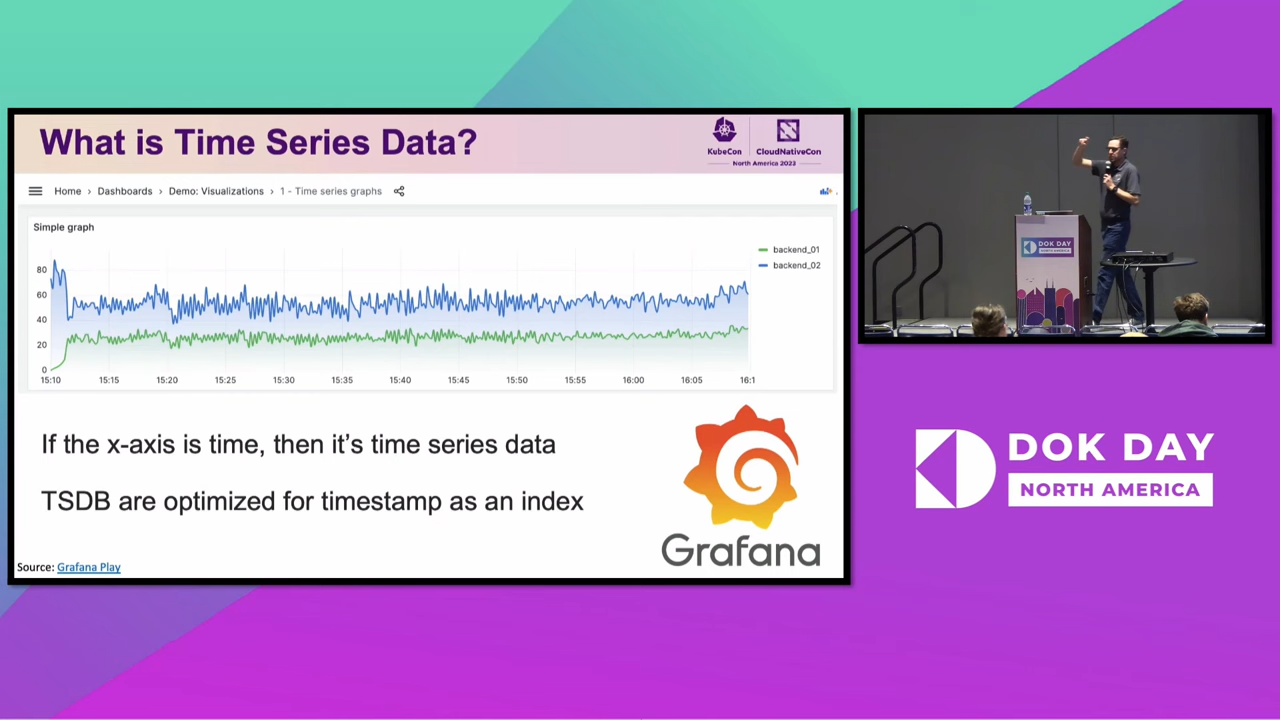 What is Time Series Data?
KubeCon
CloudNativeCon
North America 2023
Home › Dashboards › Demo: Visualizations › 1 - Time series graphs
Simple graph
80
60
40
20
0
15:10 15:15 15:20 15:25 15:30 15:35 15:40 15:45 15:50 15:55 16:00 16:05 16:1
backend_01
backend_02
If the x-axis is time, then it's time series data
TSDB are optimized for timestamp as an index
Grafana
Source: Grafana Play
DOK DAY
NORTH AMERICA
DOK DAY
NORTH AMERICA